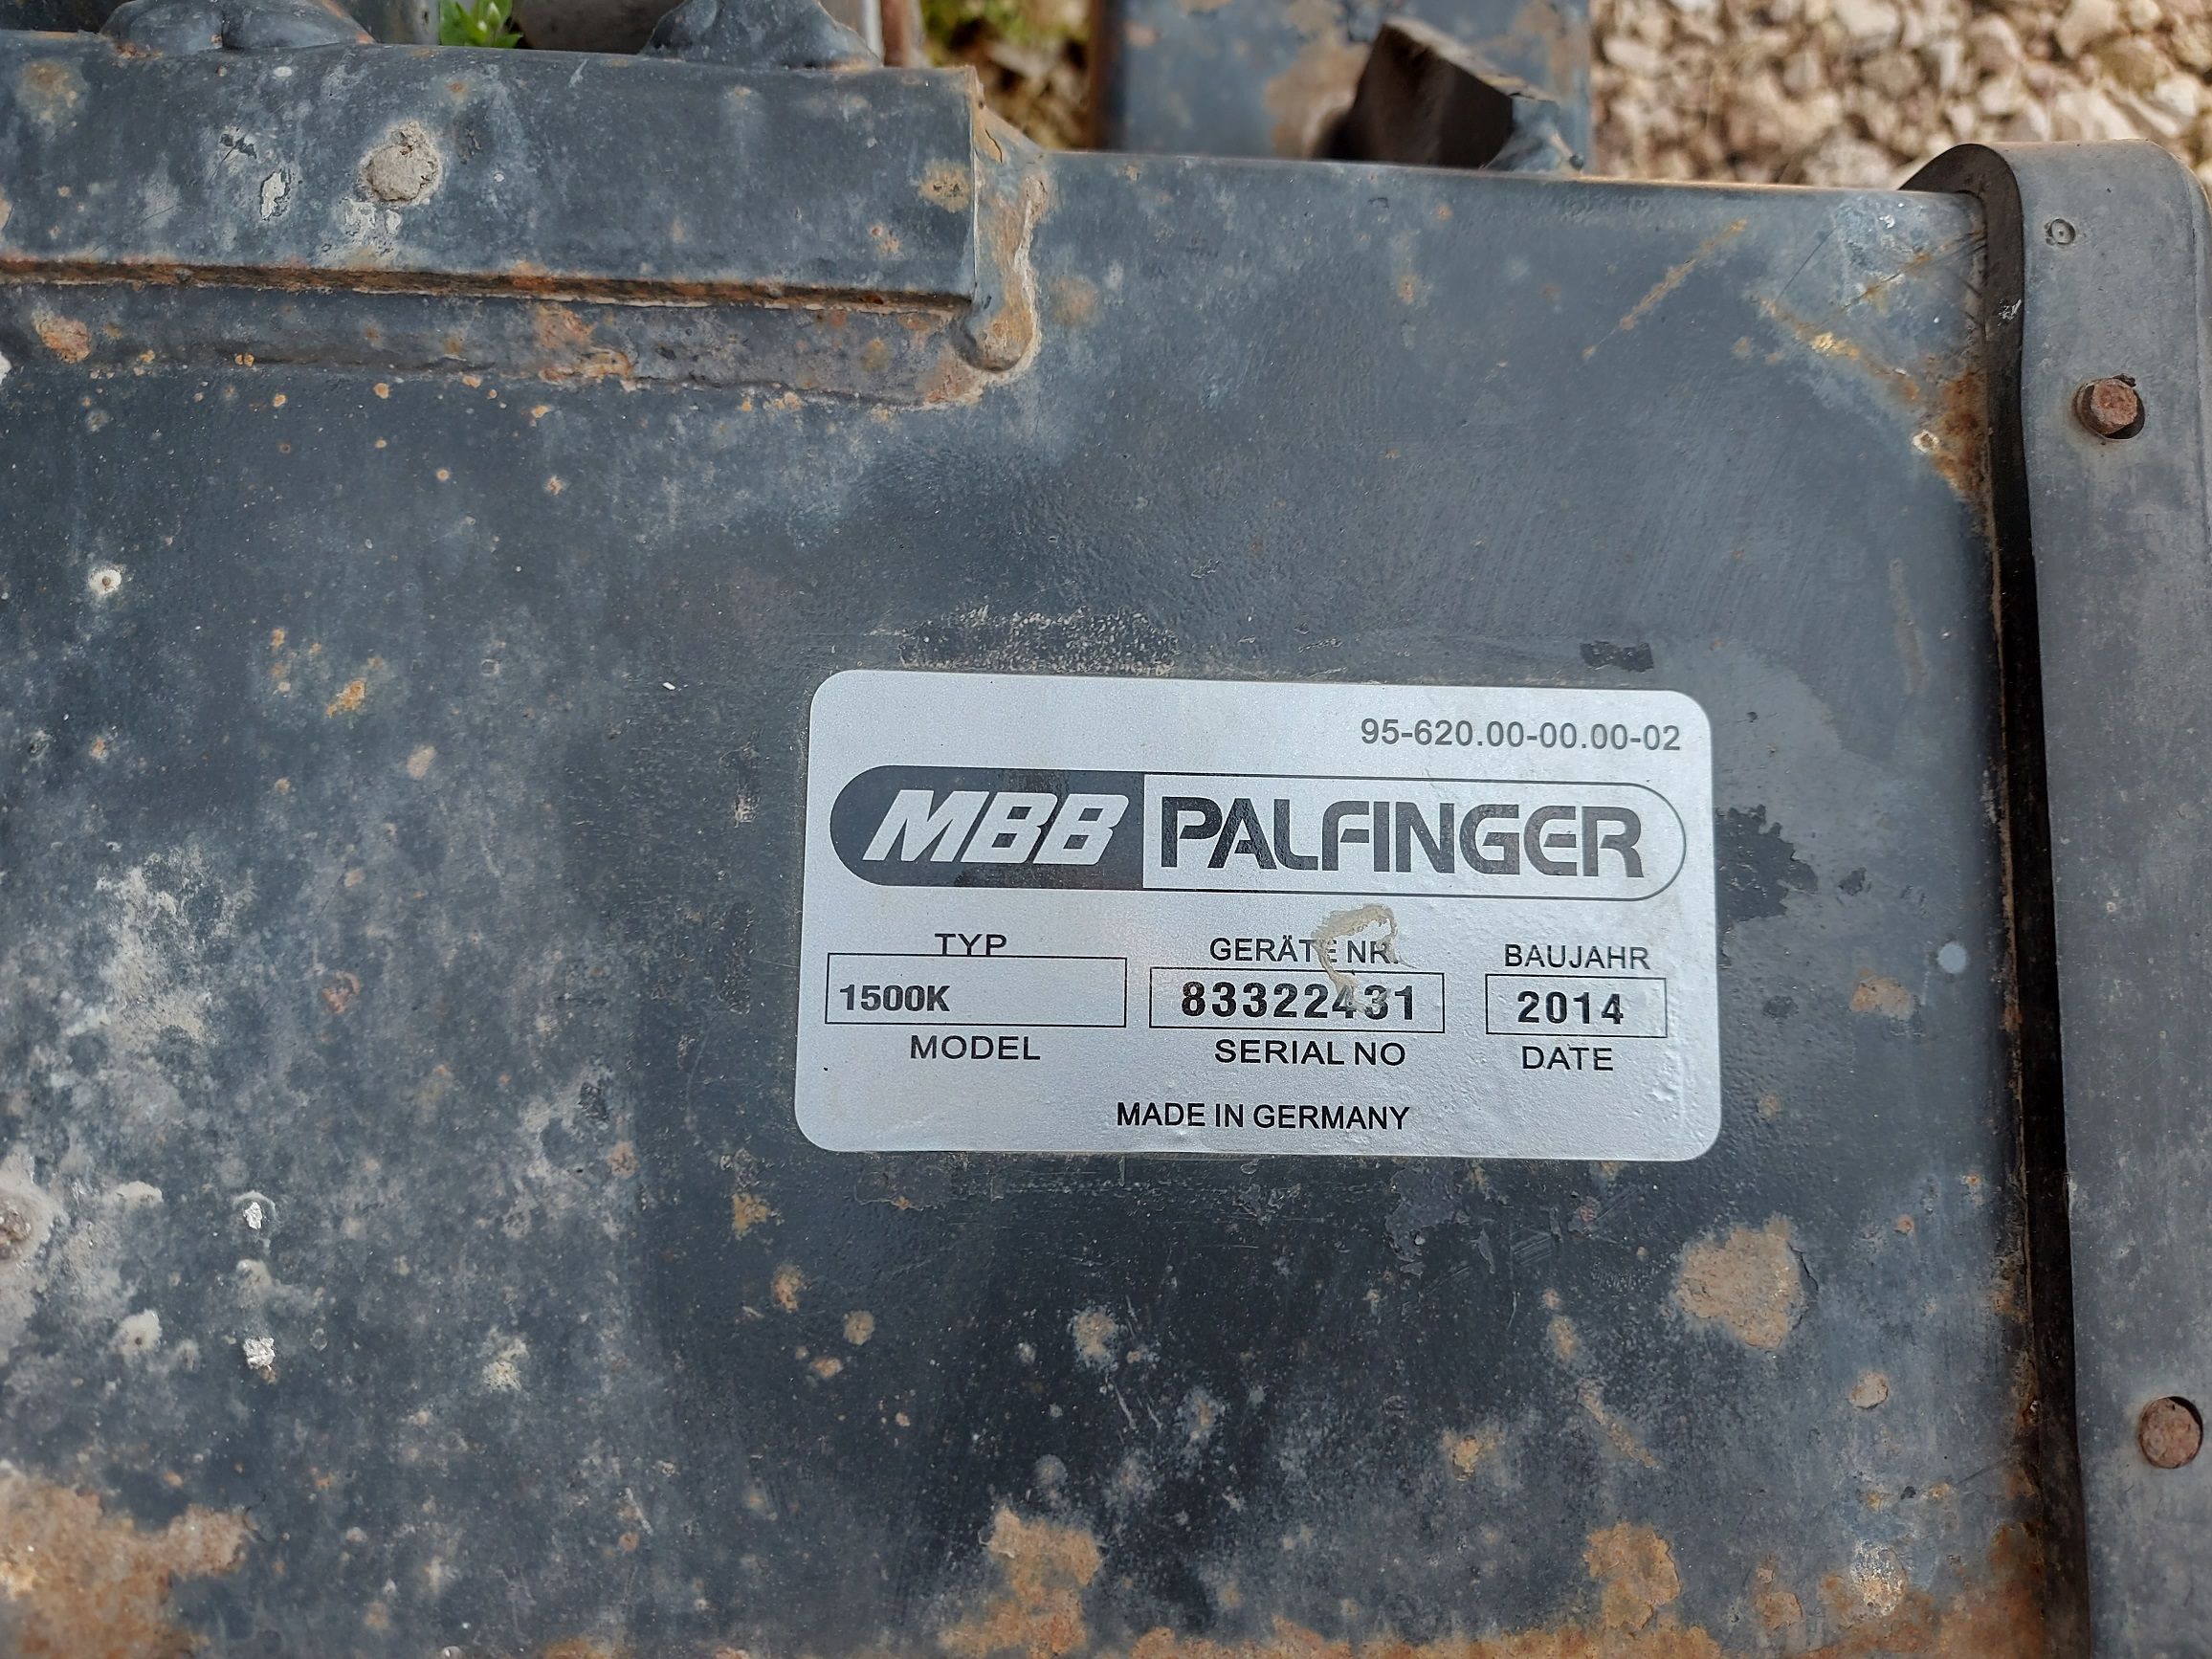 95-620.00-00.00-02
MBB PALFINGER
TYP GERÄTE NR. BAUJAHR
1500K 83322431 2014
MODEL SERIAL NO DATE
MADE IN GERMANY